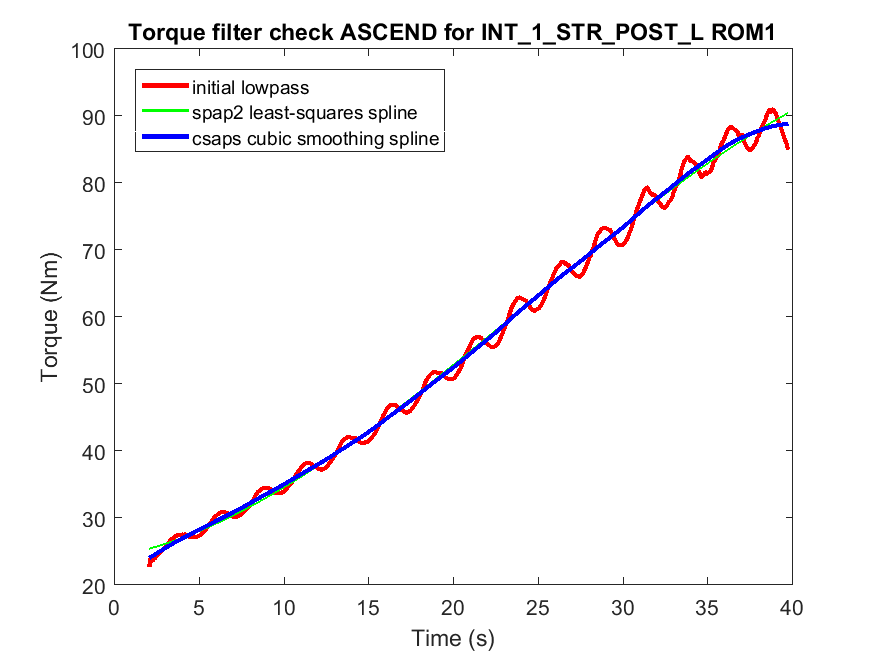 Torque filter check ASCEND for INT_1_STR_POST_L ROM1
100
90
80
70
60
50
40
30
20
Torque (Nm)
initial lowpass
spap2 least-squares spline
csaps cubic smoothing spline
0 5 10 15 20 25 30 35 40
Time (s)